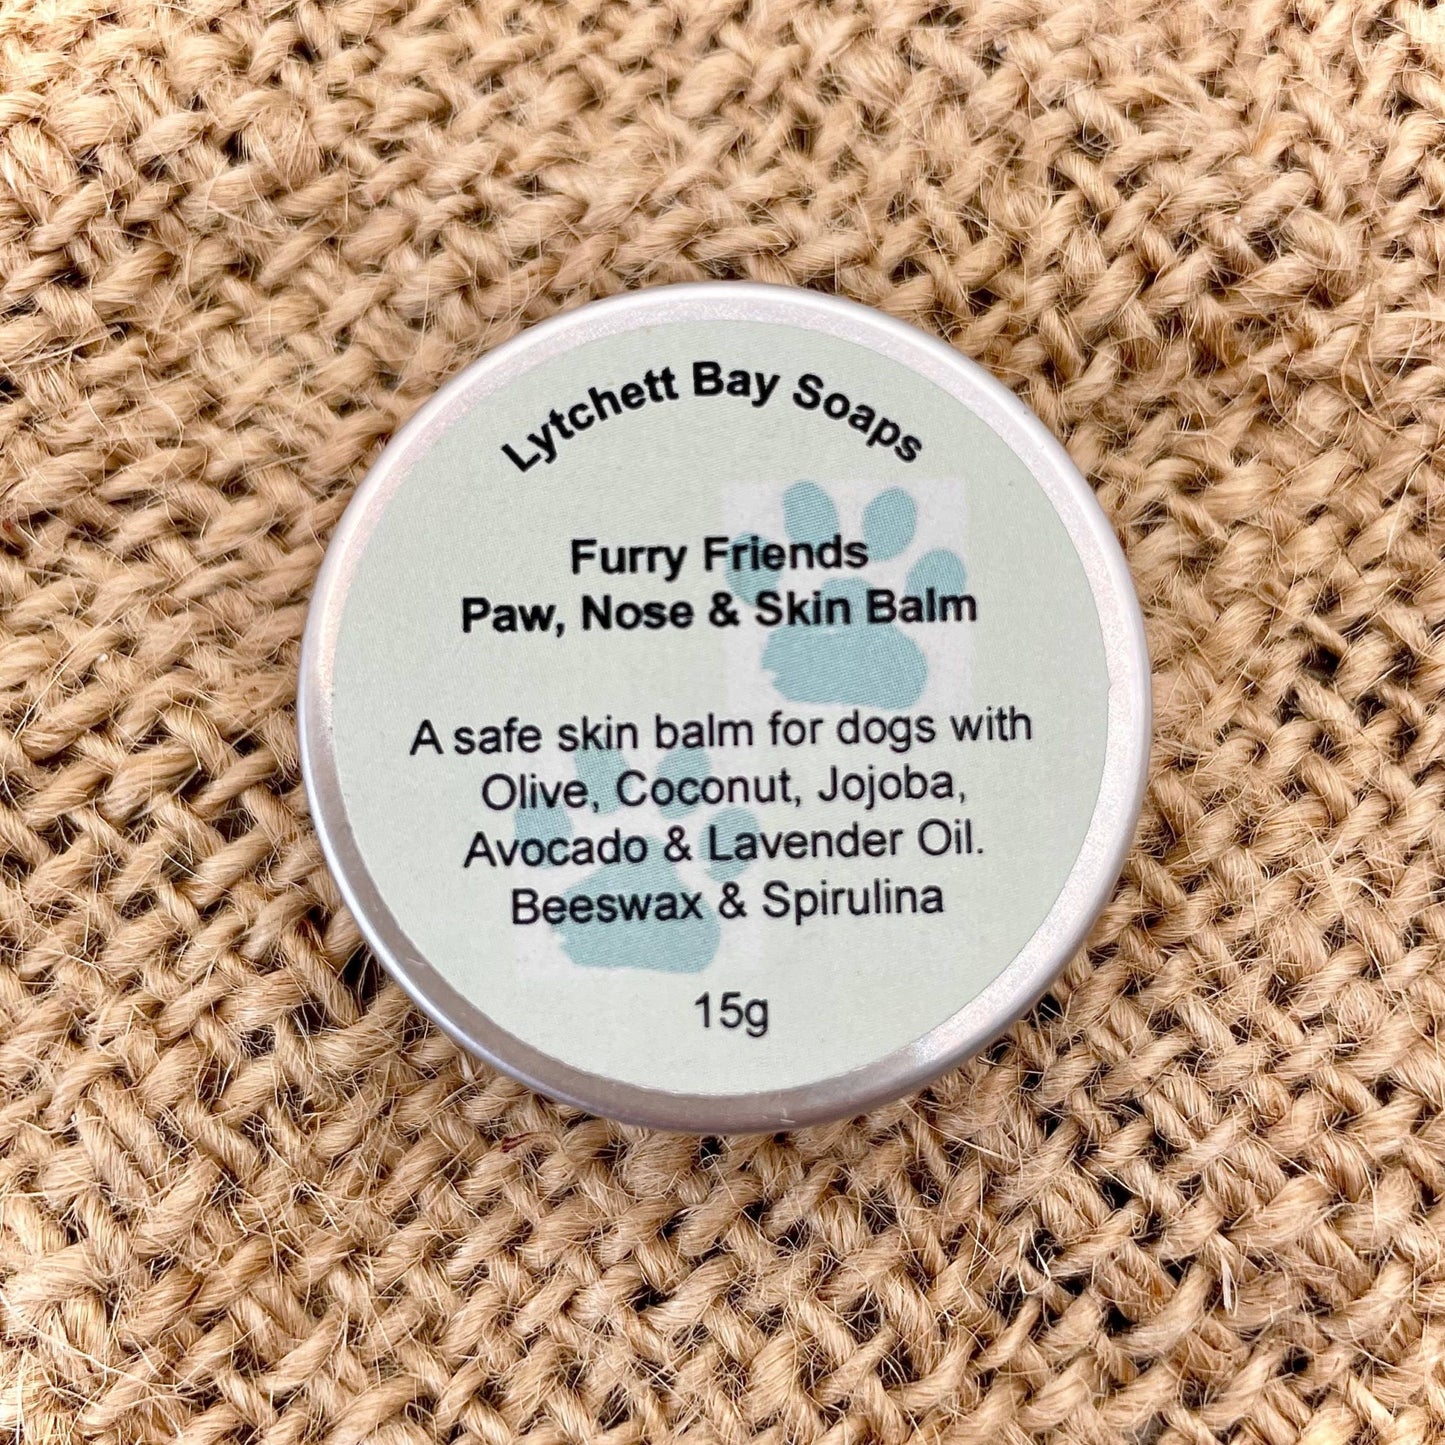 Lytchett Bay Soaps
Furry Friends
Paw, Nose & Skin Balm
A safe skin balm for dogs with
Olive, Coconut, Jojoba,
Avocado & Lavender Oil.
Beeswax & Spirulina
15g